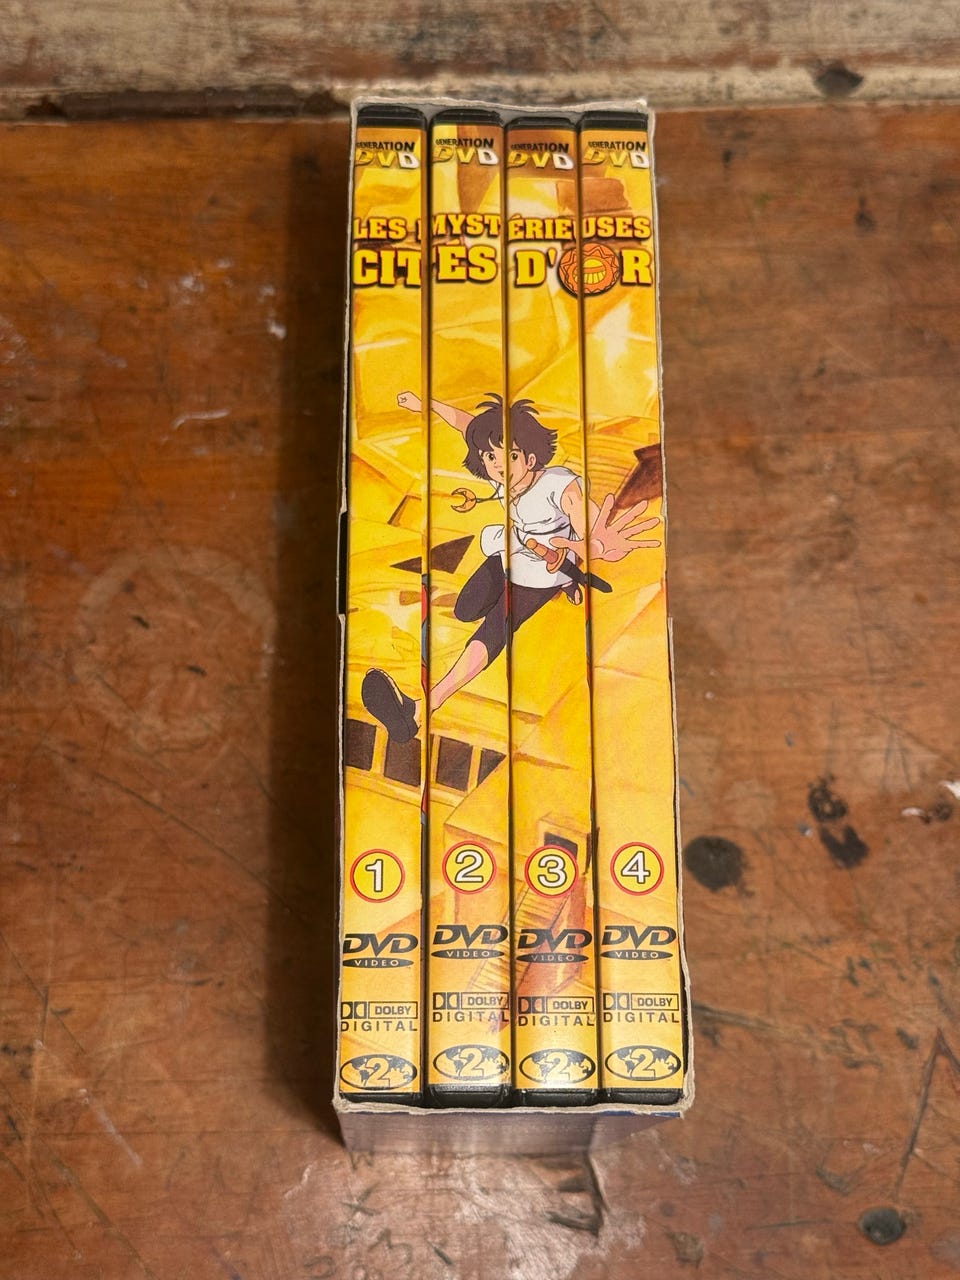 GENERATION DVD GENERATION DVD GENERATION DVD GENERATION DVD
LES MYSTÉRIEUSES
CITÉS D'OR
1 2 3 4
DVD DVD DVD DVD
VIDEO VIDEO VIDEO VIDEO
DOLBY DOLBY DOLBY DOLBY
DIGITAL DIGITAL DIGITAL DIGITAL
2 2 2 2